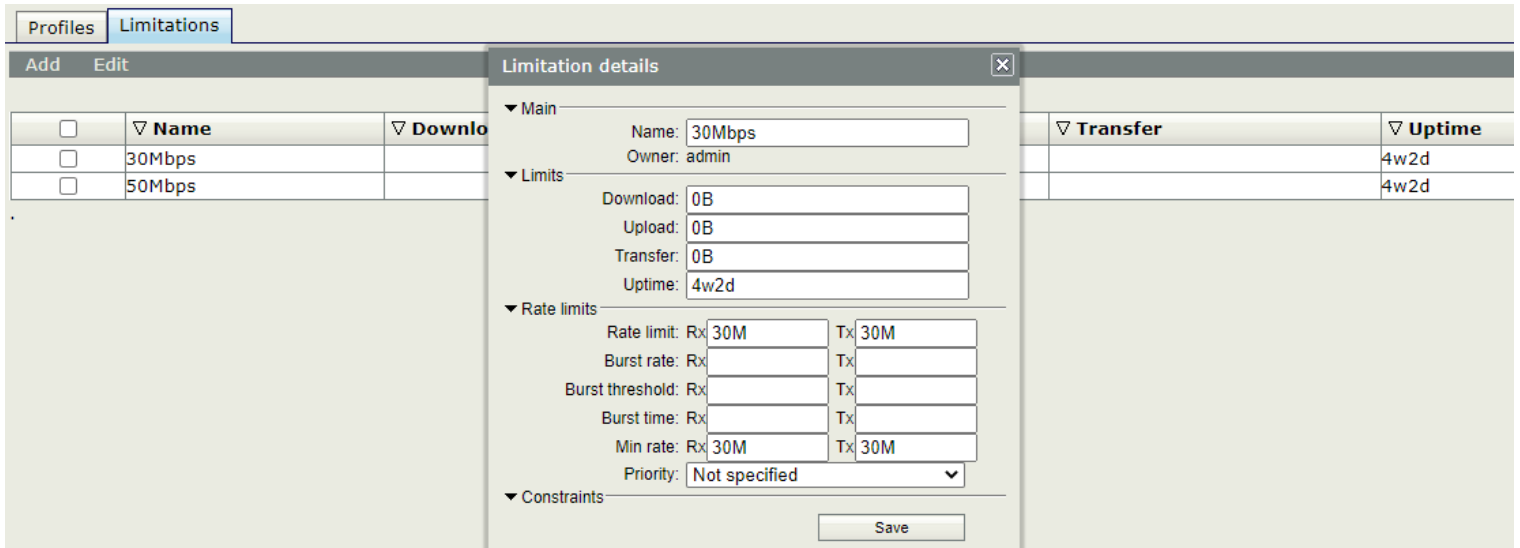 Profiles Limitations
Add Edit
Limitation details
Main
▽ Name ▽ Downlo ▽ Transfer ▽ Uptime
Name: 30Mbps
30Mbps 4w2d
Owner: admin
50Mbps 4w2d
Limits
Download: 0B
Upload: 0B
Transfer: 0B
Uptime: 4w2d
Rate limits
Rate limit: Rx 30M Tx 30M
Burst rate: Rx Tx
Burst threshold: Rx Tx
Burst time: Rx Tx
Min rate: Rx 30M Tx 30M
Priority: Not specified
Constraints
Save